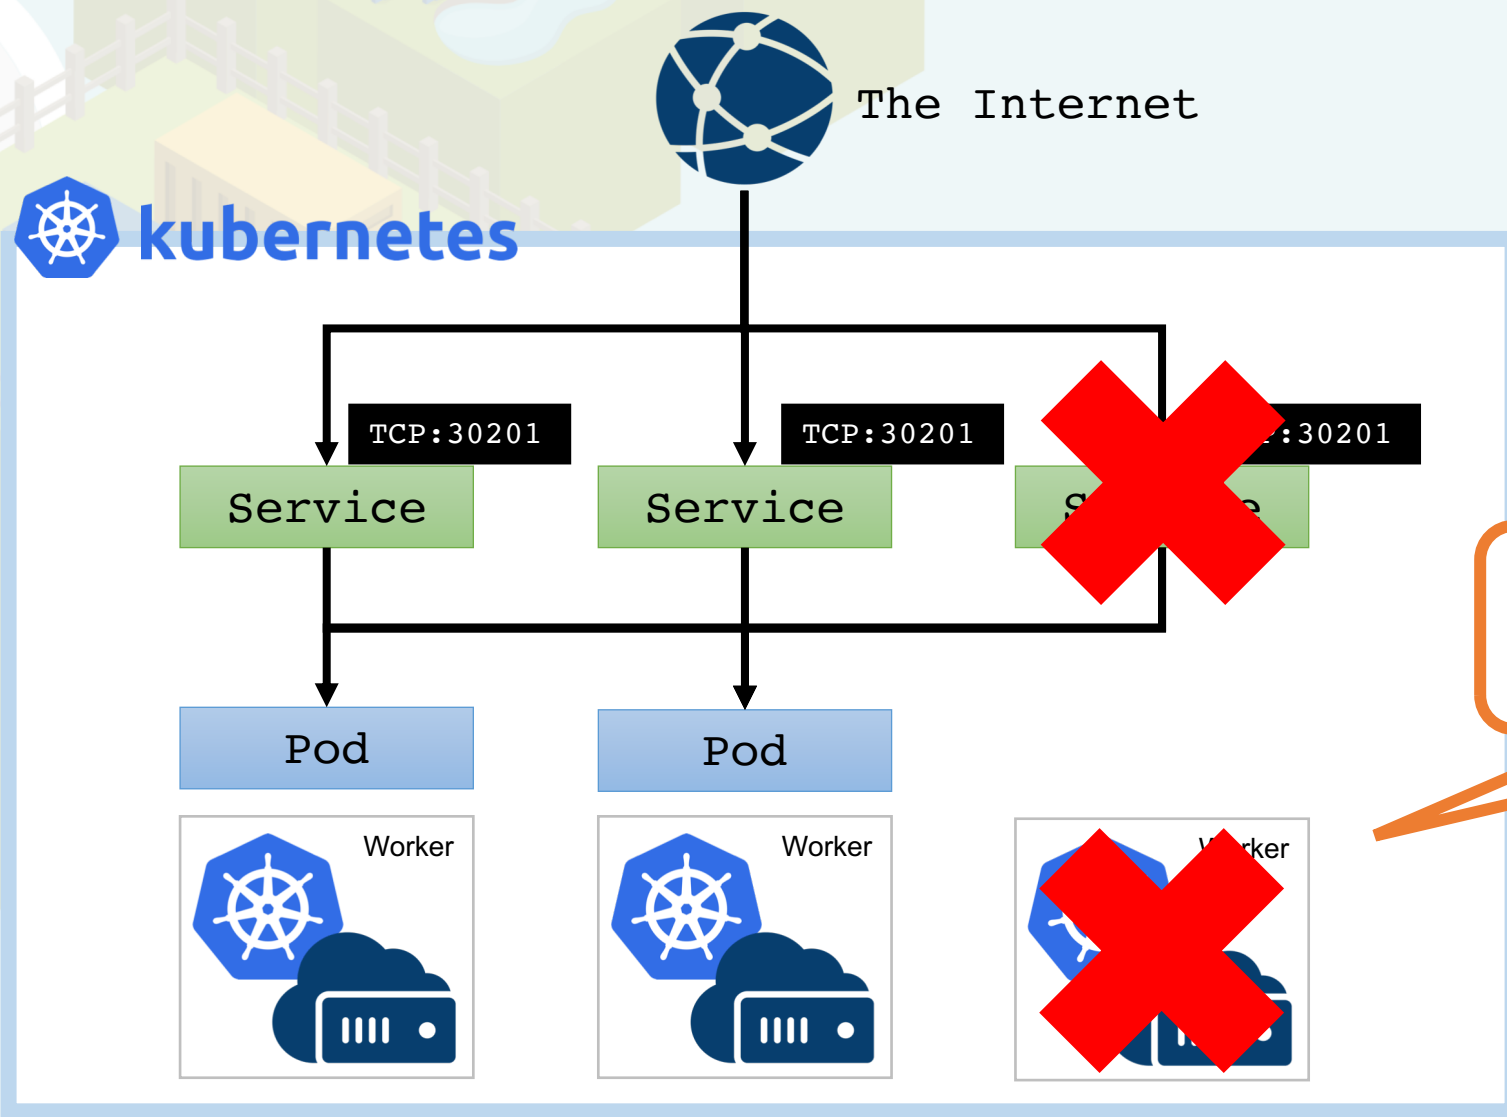 The Internet
kubernetes
TCP:30201
TCP:30201
:30201
Service
Service
Pod
Pod
Worker
Worker